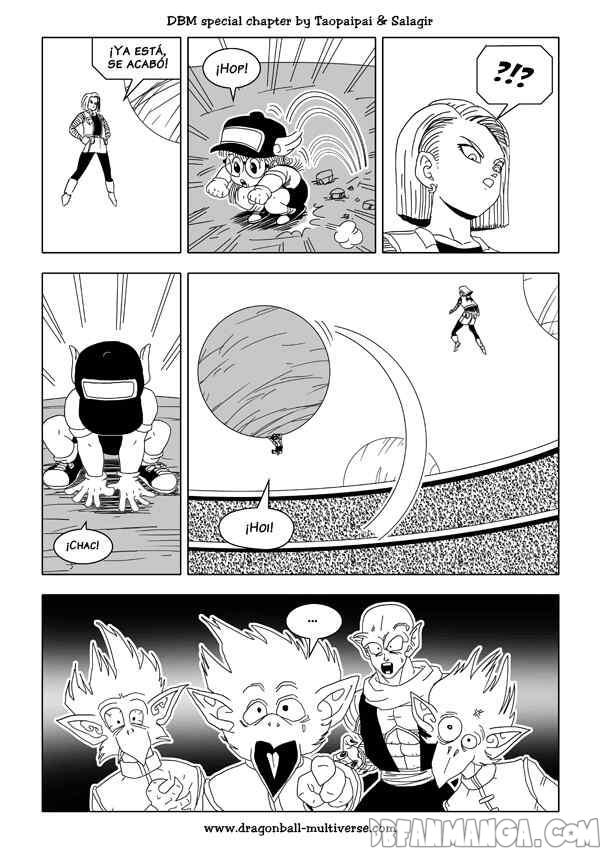 DBM special chapter by Taopaipai & Salagir
¡YA ESTÁ,
SE ACABÓ!
¡HOP!
?!?
¡CHAC!
¡HOI!
...
www.dragonball-multiverse.com
DBFANMANGA.COM